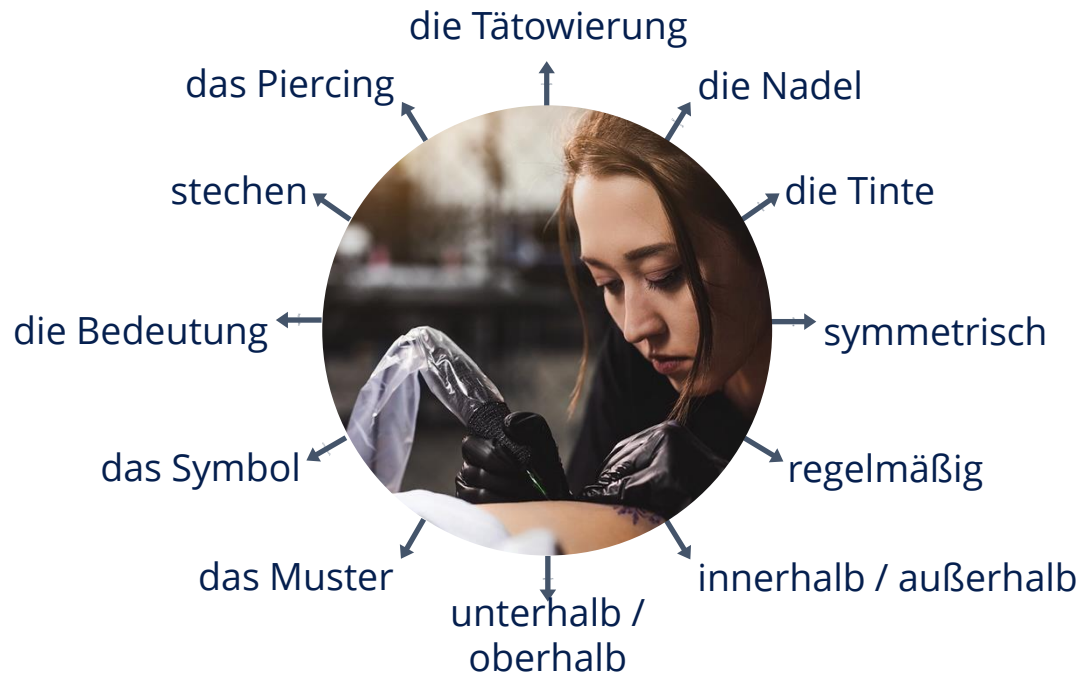 die Tätowierung
das Piercing
die Nadel
stechen
die Tinte
die Bedeutung
symmetrisch
das Symbol
regelmäßig
das Muster
innerhalb / außerhalb
unterhalb /
oberhalb